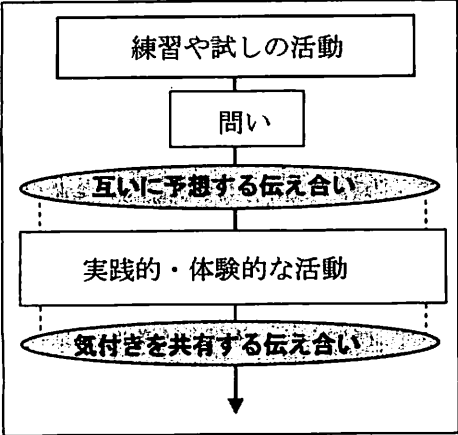 練習や試しの活動
問い
互いに予想する伝え合い
実践的・体験的な活動
気付きを共有する伝え合い